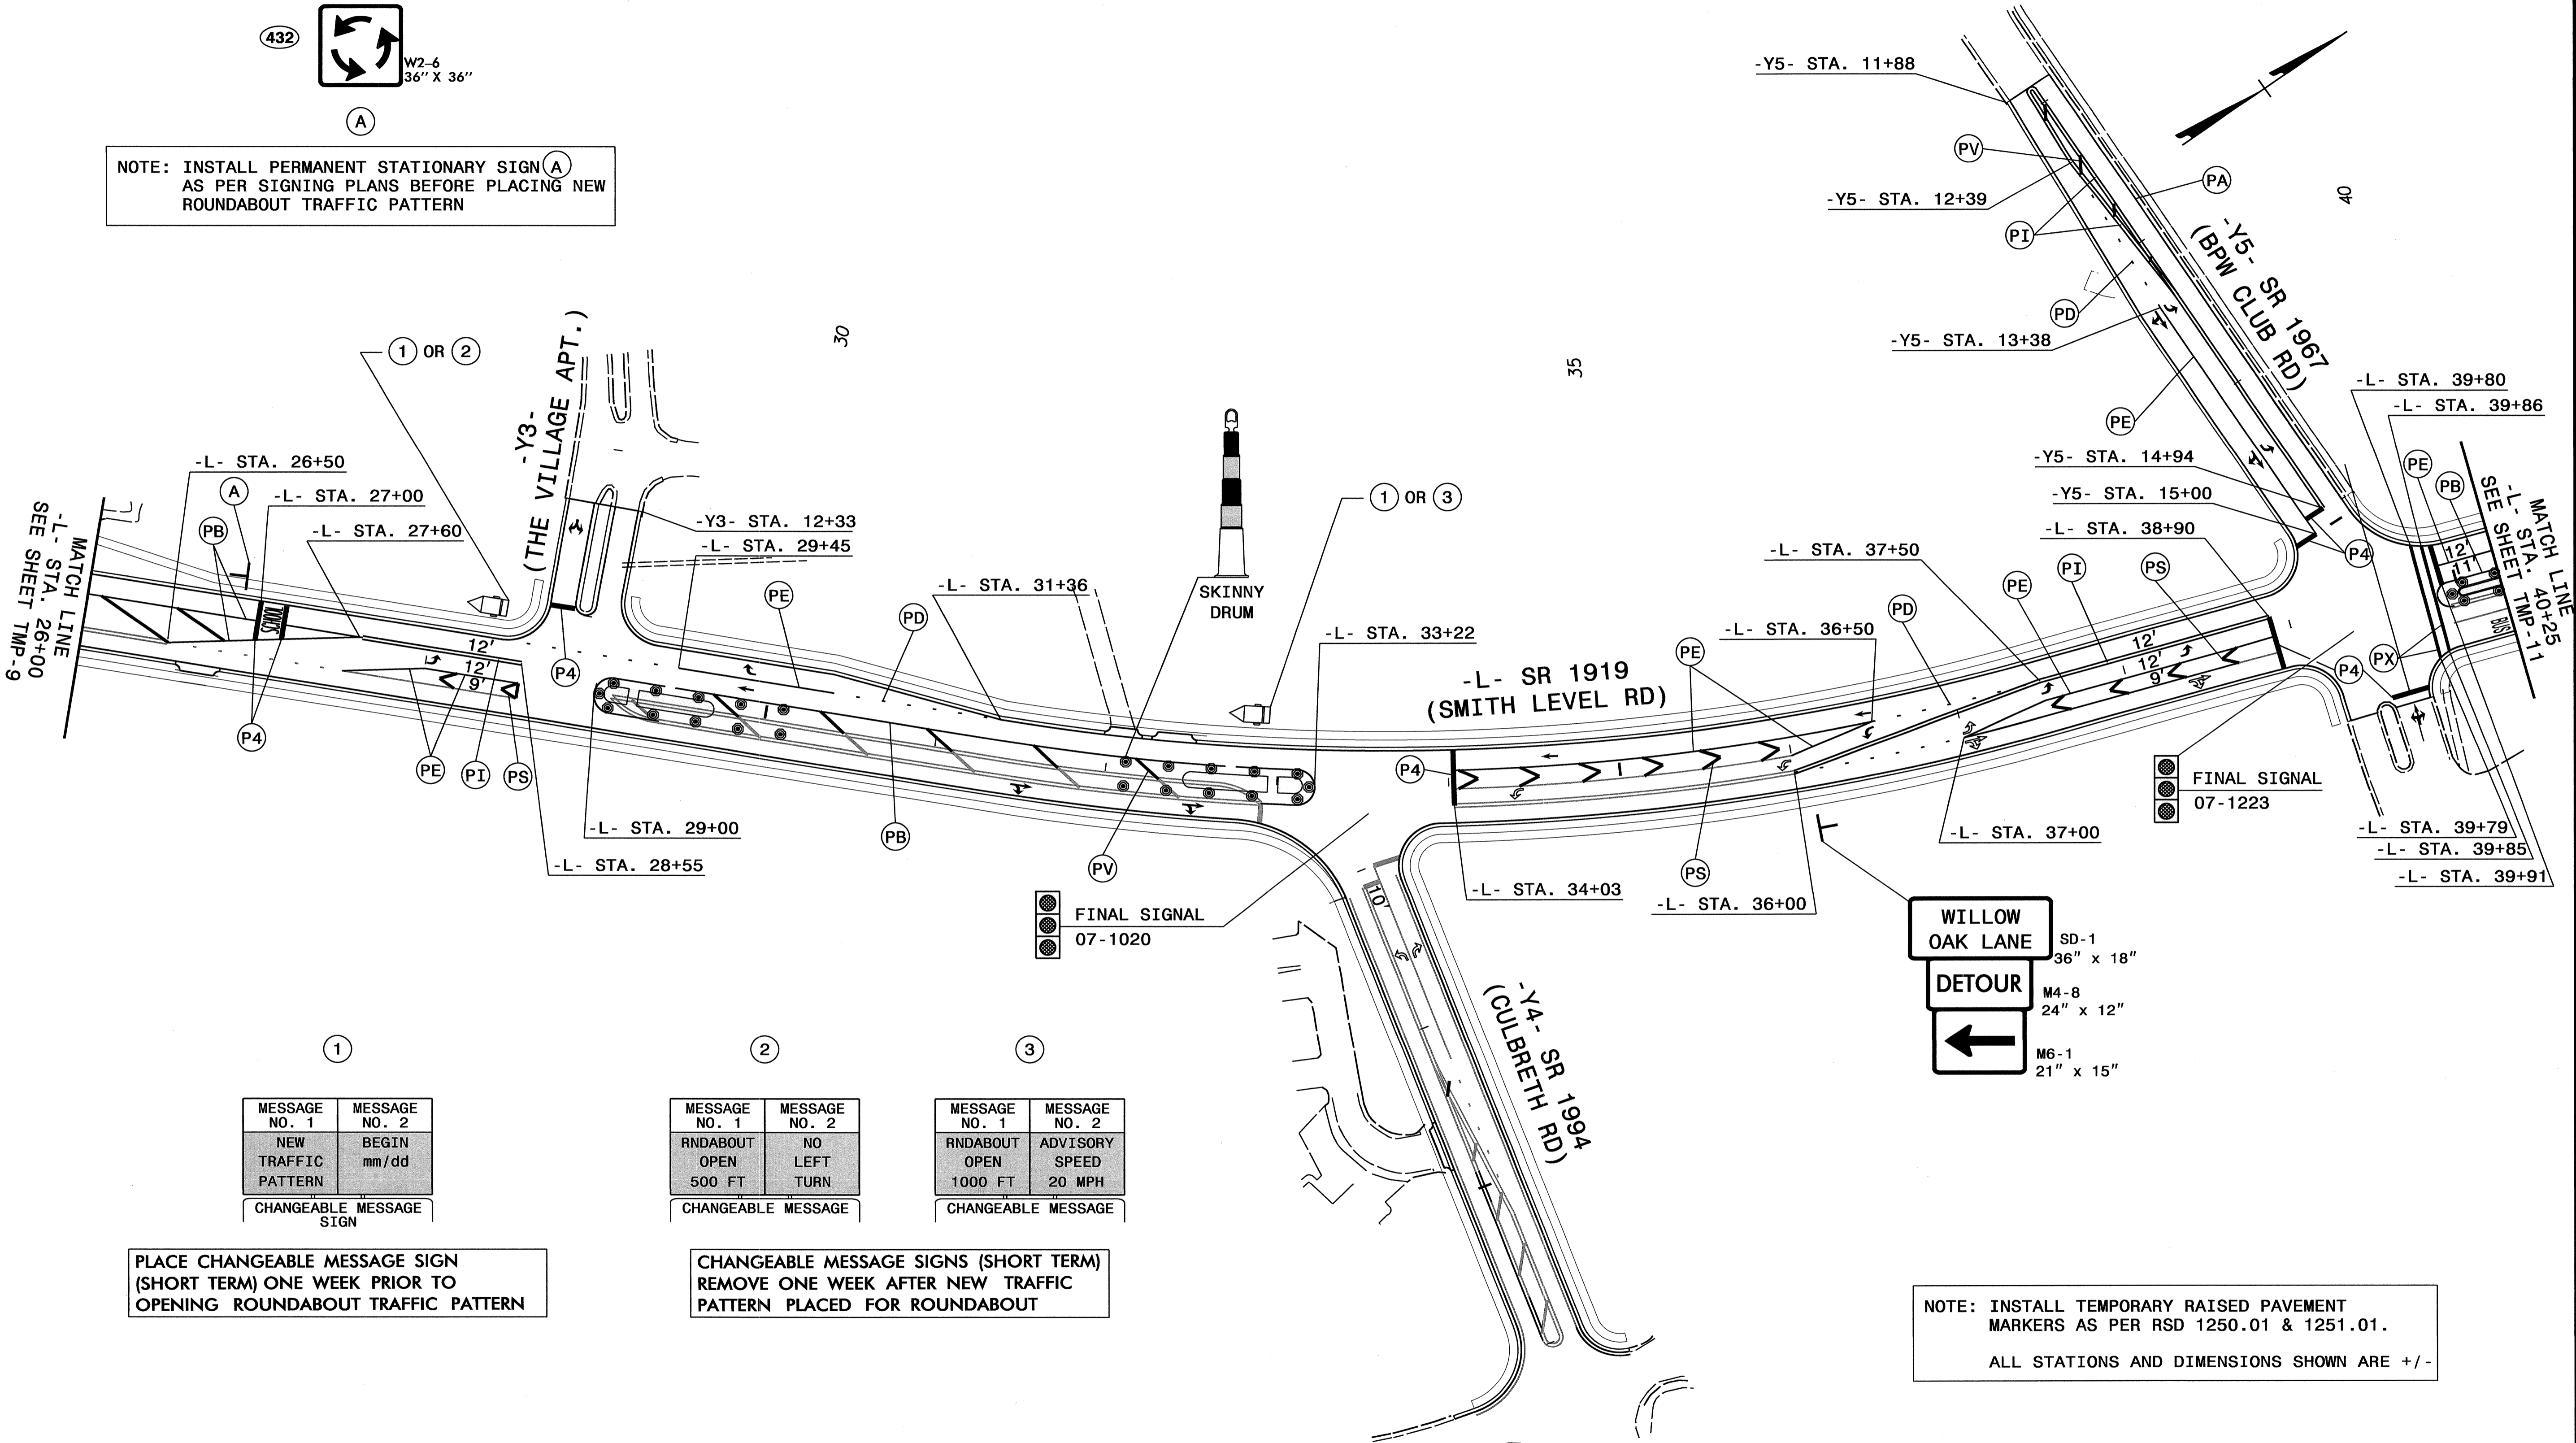 432
W2-6
36" X 36"
A
NOTE: INSTALL PERMANENT STATIONARY SIGN A
AS PER SIGNING PLANS BEFORE PLACING NEW
ROUNDABOUT TRAFFIC PATTERN
1 OR 2
-L- STA. 26+50
A
-L- STA. 27+00
PB
-L- STA. 27+60
MATCH LINE
-L- STA. 26+00
SEE SHEET TMP-9
-Y3-
(THE VILLAGE APT.)
30
-Y3- STA. 12+33
-L- STA. 29+45
12'
12'
9'
P4
P4
PE
PI
PS
PE
PD
-L- STA. 31+36
-L- STA. 29+00
-L- STA. 28+55
PB
PV
SKINNY
DRUM
1 OR 3
-L- STA. 33+22
35
-L- SR 1919
(SMITH LEVEL RD)
P4
FINAL SIGNAL
07-1020
10'
-Y4- SR 1994
(CULBRETH RD)
-L- STA. 34+03
PS
PE
-L- STA. 36+50
-L- STA. 36+00
-L- STA. 37+50
PD
PE
PI
PS
12'
12'
9'
-L- STA. 37+00
-Y5- STA. 11+88
PV
-Y5- STA. 12+39
PI
PA
PD
-Y5- STA. 13+38
PE
-Y5- SR 1967
(BPW CLUB RD)
40
-Y5- STA. 14+94
-Y5- STA. 15+00
-L- STA. 38+90
P4
-L- STA. 39+80
-L- STA. 39+86
PE
PB
12'
11'
BUS
PX
P4
MATCH LINE
-L- STA. 40+25
SEE SHEET TMP-11
FINAL SIGNAL
07-1223
-L- STA. 39+79
-L- STA. 39+85
-L- STA. 39+91
WILLOW
OAK LANE
SD-1
36" x 18"
DETOUR
M4-8
24" x 12"
M6-1
21" x 15"
1
MESSAGE NO. 1
MESSAGE NO. 2
NEW
BEGIN
TRAFFIC
mm/dd
PATTERN
CHANGEABLE MESSAGE
SIGN
PLACE CHANGEABLE MESSAGE SIGN
(SHORT TERM) ONE WEEK PRIOR TO
OPENING ROUNDABOUT TRAFFIC PATTERN
2
MESSAGE NO. 1
MESSAGE NO. 2
RNDABOUT
NO
OPEN
LEFT
500 FT
TURN
CHANGEABLE MESSAGE
3
MESSAGE NO. 1
MESSAGE NO. 2
RNDABOUT
ADVISORY
OPEN
SPEED
1000 FT
20 MPH
CHANGEABLE MESSAGE
CHANGEABLE MESSAGE SIGNS (SHORT TERM)
REMOVE ONE WEEK AFTER NEW TRAFFIC
PATTERN PLACED FOR ROUNDABOUT
NOTE: INSTALL TEMPORARY RAISED PAVEMENT
MARKERS AS PER RSD 1250.01 & 1251.01.
ALL STATIONS AND DIMENSIONS SHOWN ARE +/-